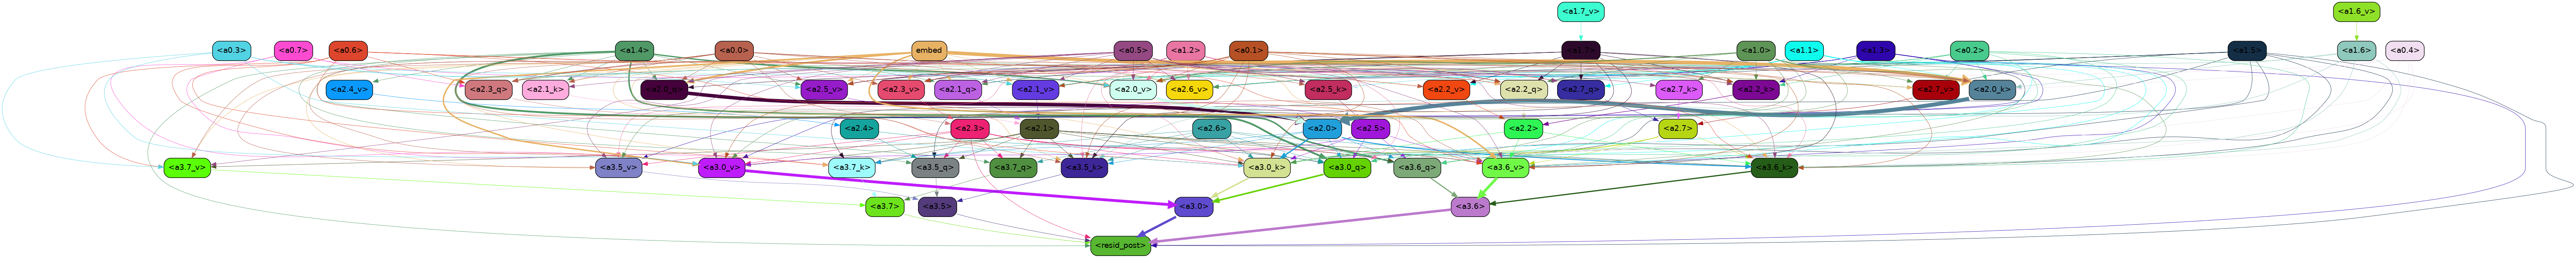 <a1.7_v> <a1.6_v>
<a0.3> <a0.7> <a0.6> <a1.4> <a0.0> embed <a0.5> <a1.2> <a0.1> <a1.7> <a1.0> <a1.1> <a1.3> <a0.2> <a1.5> <a1.6> <a0.4>
<a2.4_v> <a2.3_q> <a2.1_k> <a2.0_q> <a2.5_v> <a2.3_v> <a2.1_q> <a2.1_v> <a2.0_v> <a2.6_v> <a2.5_k> <a2.2_v> <a2.2_q> <a2.7_q> <a2.7_k> <a2.2_k> <a2.7_v> <a2.0_k>
<a2.4> <a2.3> <a2.1> <a2.6> <a2.0> <a2.5> <a2.2> <a2.7>
<a3.7_v> <a3.5_v> <a3.0_v> <a3.7_k> <a3.5_q> <a3.7_q> <a3.5_k> <a3.0_k> <a3.0_q> <a3.6_q> <a3.6_v> <a3.6_k>
<a3.7> <a3.5> <a3.0> <a3.6>
<resid_post>